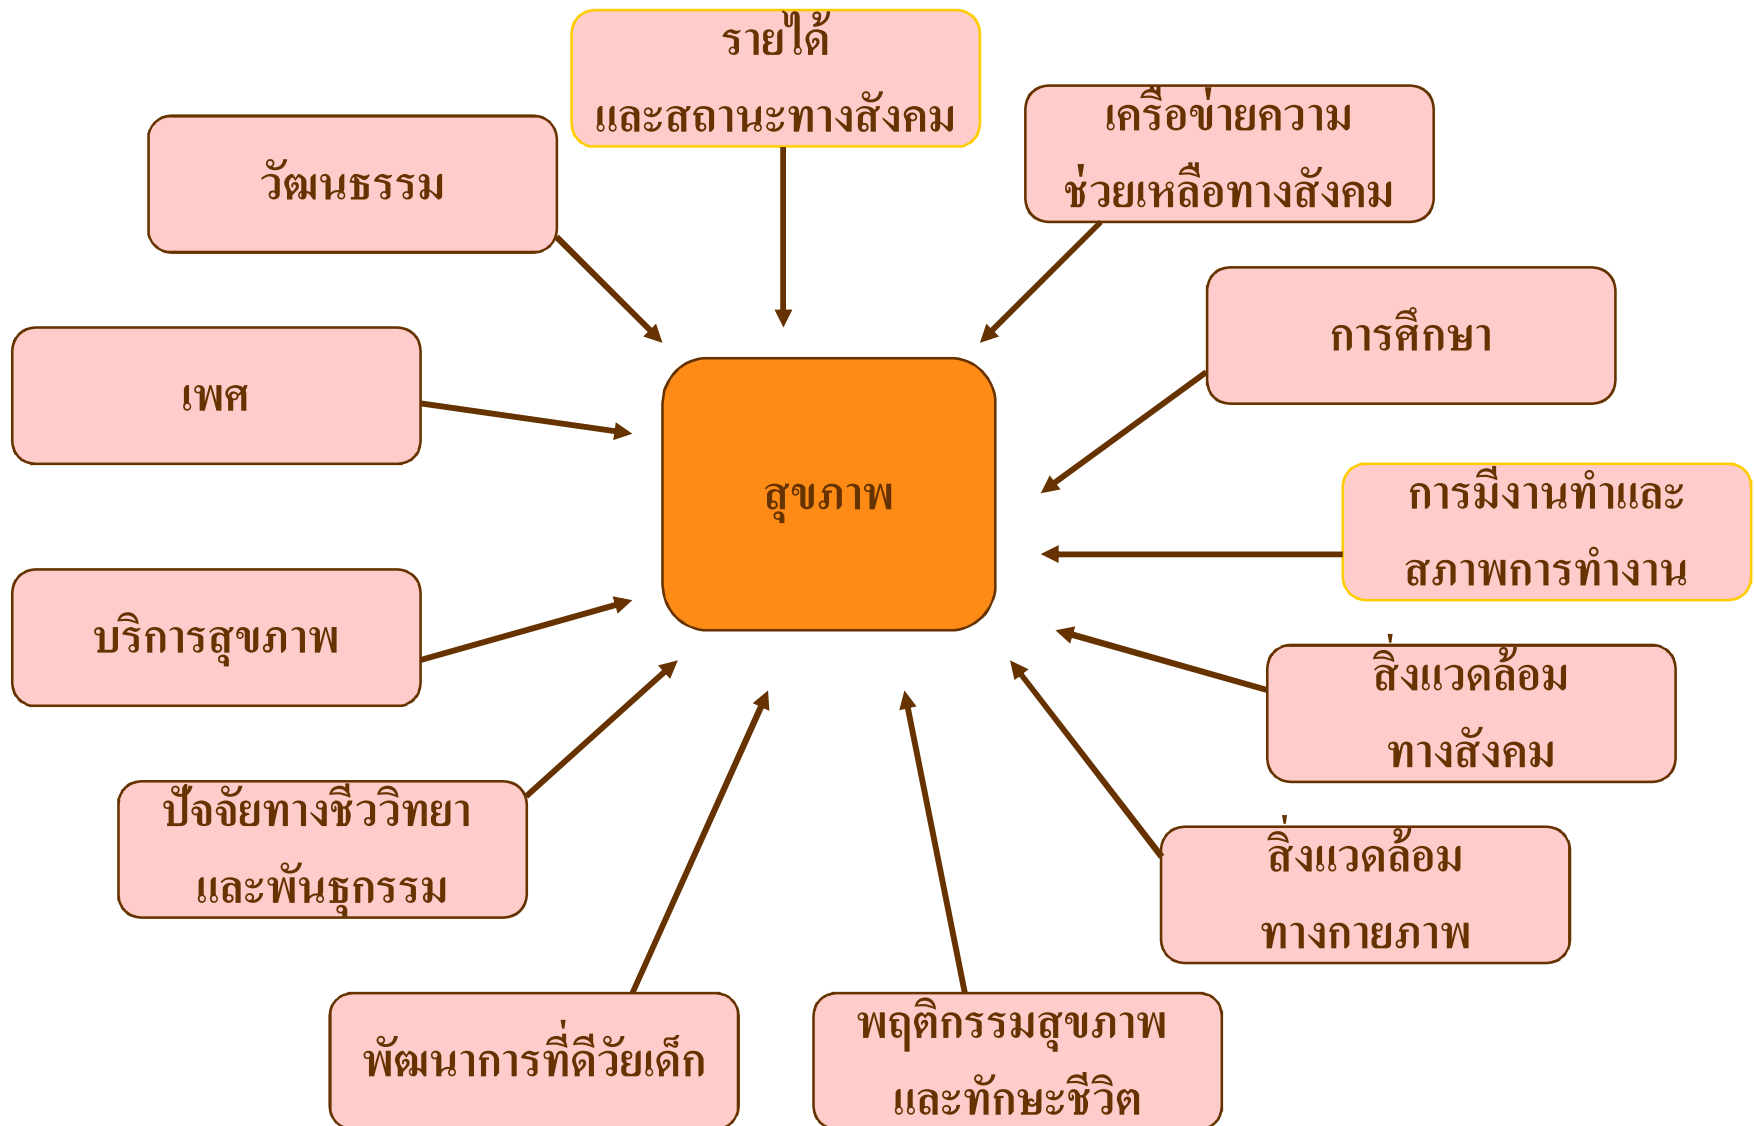 รายได้
และสถานะทางสังคม
เครือข่ายความ
ช่วยเหลือทางสังคม
วัฒนธรรม
การศึกษา
เพศ
สุขภาพ
การมีงานทำและ
สภาพการทำงาน
บริการสุขภาพ
สิ่งแวดล้อม
ทางสังคม
ปัจจัยทางชีววิทยา
และพันธุกรรม
สิ่งแวดล้อม
ทางกายภาพ
พัฒนาการที่ดีวัยเด็ก
พฤติกรรมสุขภาพ
และทักษะชีวิต